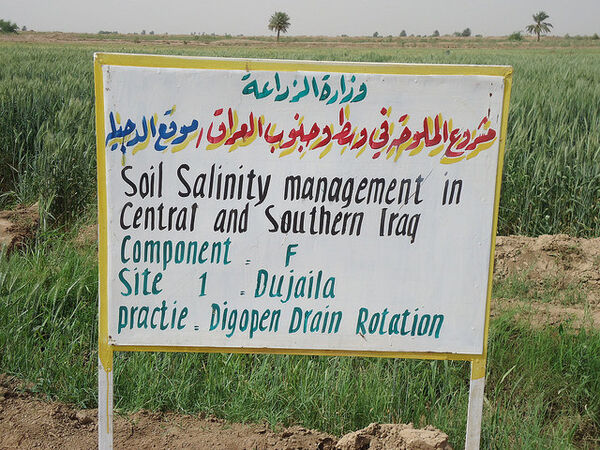 وزارة الزراعة
مشروع الملوحة في وسط وجنوب العراق / موقع الدجيلة
Soil Salinity management in
Central and Southern Iraq
Component = F
Site 1 = Dujaila
practie = Digopen Drain Rotation